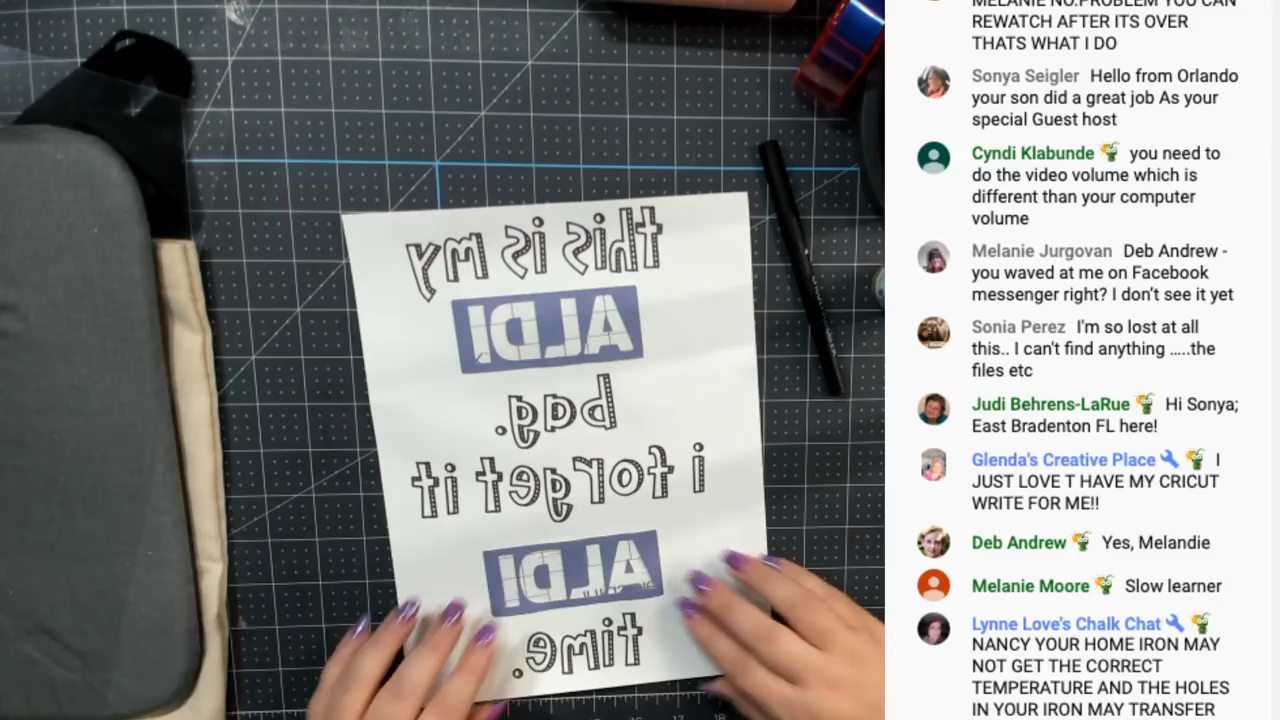 this is my
ALDI
bag.
i forget it
ALDI
time.
17
18
REWATCH AFTER ITS OVER
THATS WHAT I DO
Sonya Seigler Hello from Orlando
your son did a great job As your
special Guest host
Cyndi Klabunde you need to
do the video volume which is
different than your computer
volume
Melanie Jurgovan Deb Andrew -
you waved at me on Facebook
messenger right? I don't see it yet
Sonia Perez I'm so lost at all
this.. I can't find anything .....the
files etc
Judi Behrens-LaRue Hi Sonya;
East Bradenton FL here!
Glenda's Creative Place I
JUST LOVE T HAVE MY CRICUT
WRITE FOR ME!!
Deb Andrew Yes, Melandie
Melanie Moore Slow learner
Lynne Love's Chalk Chat
NANCY YOUR HOME IRON MAY
NOT GET THE CORRECT
TEMPERATURE AND THE HOLES
IN YOUR IRON MAY TRANSFER